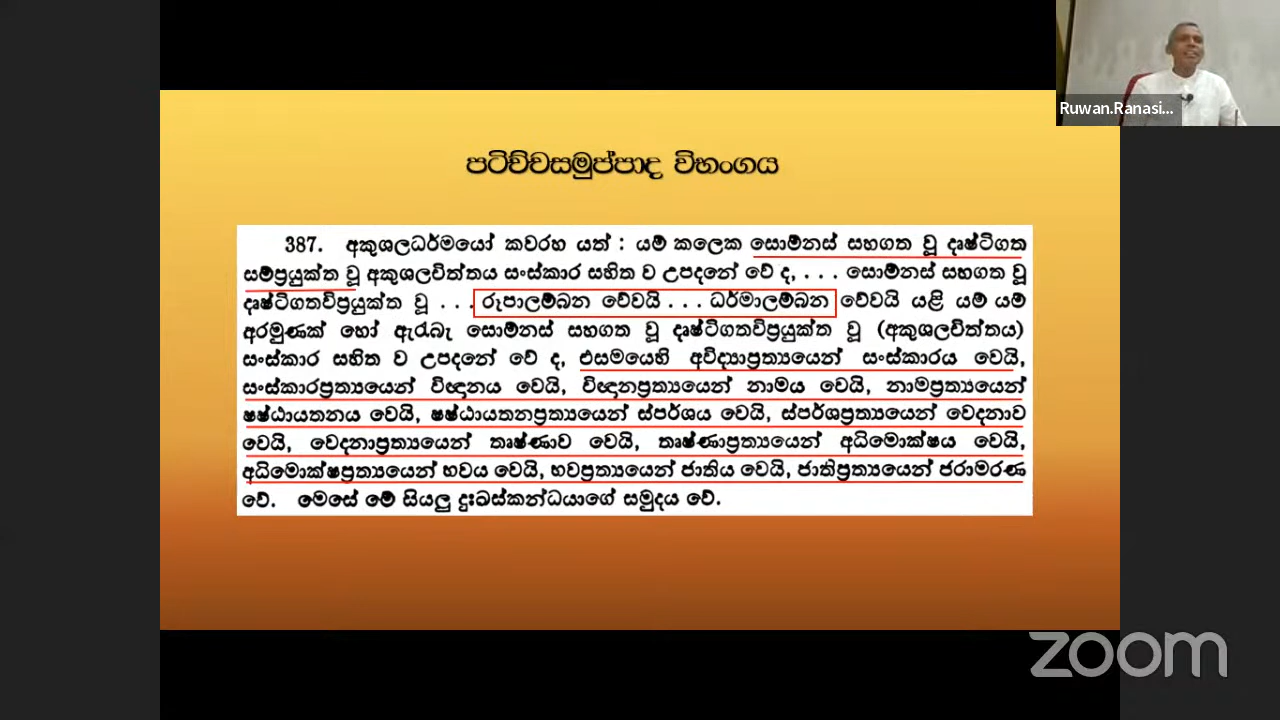 Ruwan.Ranasi...
පටිච්චසමුප්පාද විභංගය
387. අකුශලධර්මයෝ කවරහ යත් : යම් කලෙක සොම්නස් සහගත වූ දෘෂ්ටිගත
සම්ප්‍රයුක්ත වූ අකුශලචිත්තය සංස්කාර සහිත ව උපදනේ වේ ද, . . . සොම්නස් සහගත වූ
දෘෂ්ටිගතවිප්‍රයුක්ත වූ . . . රූපාලම්බන වේවයි . . . ධර්මාලම්බන වේවයි යළි යම් යම්
අරමුණක් හෝ ඇරැබැ සොම්නස් සහගත වූ දෘෂ්ටිගතවිප්‍රයුක්ත වූ (අකුශලචිත්තය)
සංස්කාර සහිත ව උපදනේ වේ ද, එසමයෙහි අවිද්‍යාප්‍රත්‍යයෙන් සංස්කාරය වෙයි,
සංස්කාරප්‍රත්‍යයෙන් විඥානය වෙයි, විඥානප්‍රත්‍යයෙන් නාමය වෙයි, නාමප්‍රත්‍යයෙන්
ෂෂ්ඨායතනය වෙයි, ෂෂ්ඨායතනප්‍රත්‍යයෙන් ස්පර්ශය වෙයි, ස්පර්ශප්‍රත්‍යයෙන් වෙදනාව
වෙයි, වෙදනාප්‍රත්‍යයෙන් තෘෂ්ණාව වෙයි, තෘෂ්ණාප්‍රත්‍යයෙන් අධිමොක්ෂය වෙයි,
අධිමොක්ෂප්‍රත්‍යයෙන් භවය වෙයි, භවප්‍රත්‍යයෙන් ජාතිය වෙයි, ජාතිප්‍රත්‍යයෙන් ජරාමරණ
වේ. මෙසේ මේ සියලු දුඃඛස්කන්ධයාගේ සමුදය වේ.
zoom